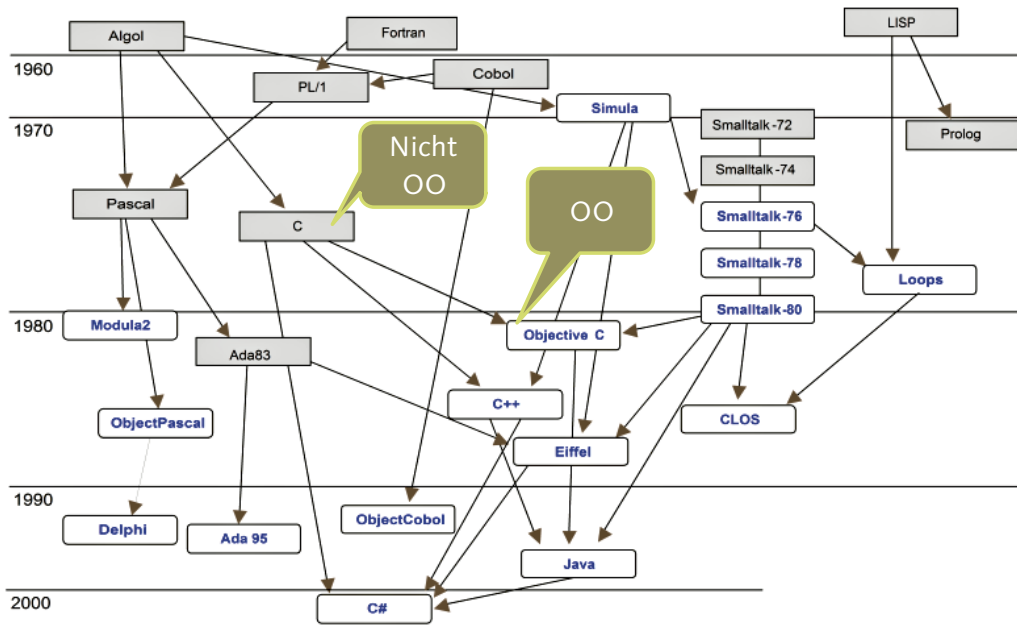 LISP
Fortran
Algol
1960
Cobol
PL/1
Simula
1970
Smalltalk-72
Prolog
Nicht
OO
Smalltalk-74
Pascal
OO
Smalltalk-76
C
Smalltalk-78
Loops
1980
Modula2
Smalltalk-80
Objective C
Ada83
C++
ObjectPascal
CLOS
Eiffel
1990
ObjectCobol
Delphi
Ada 95
Java
2000
C#